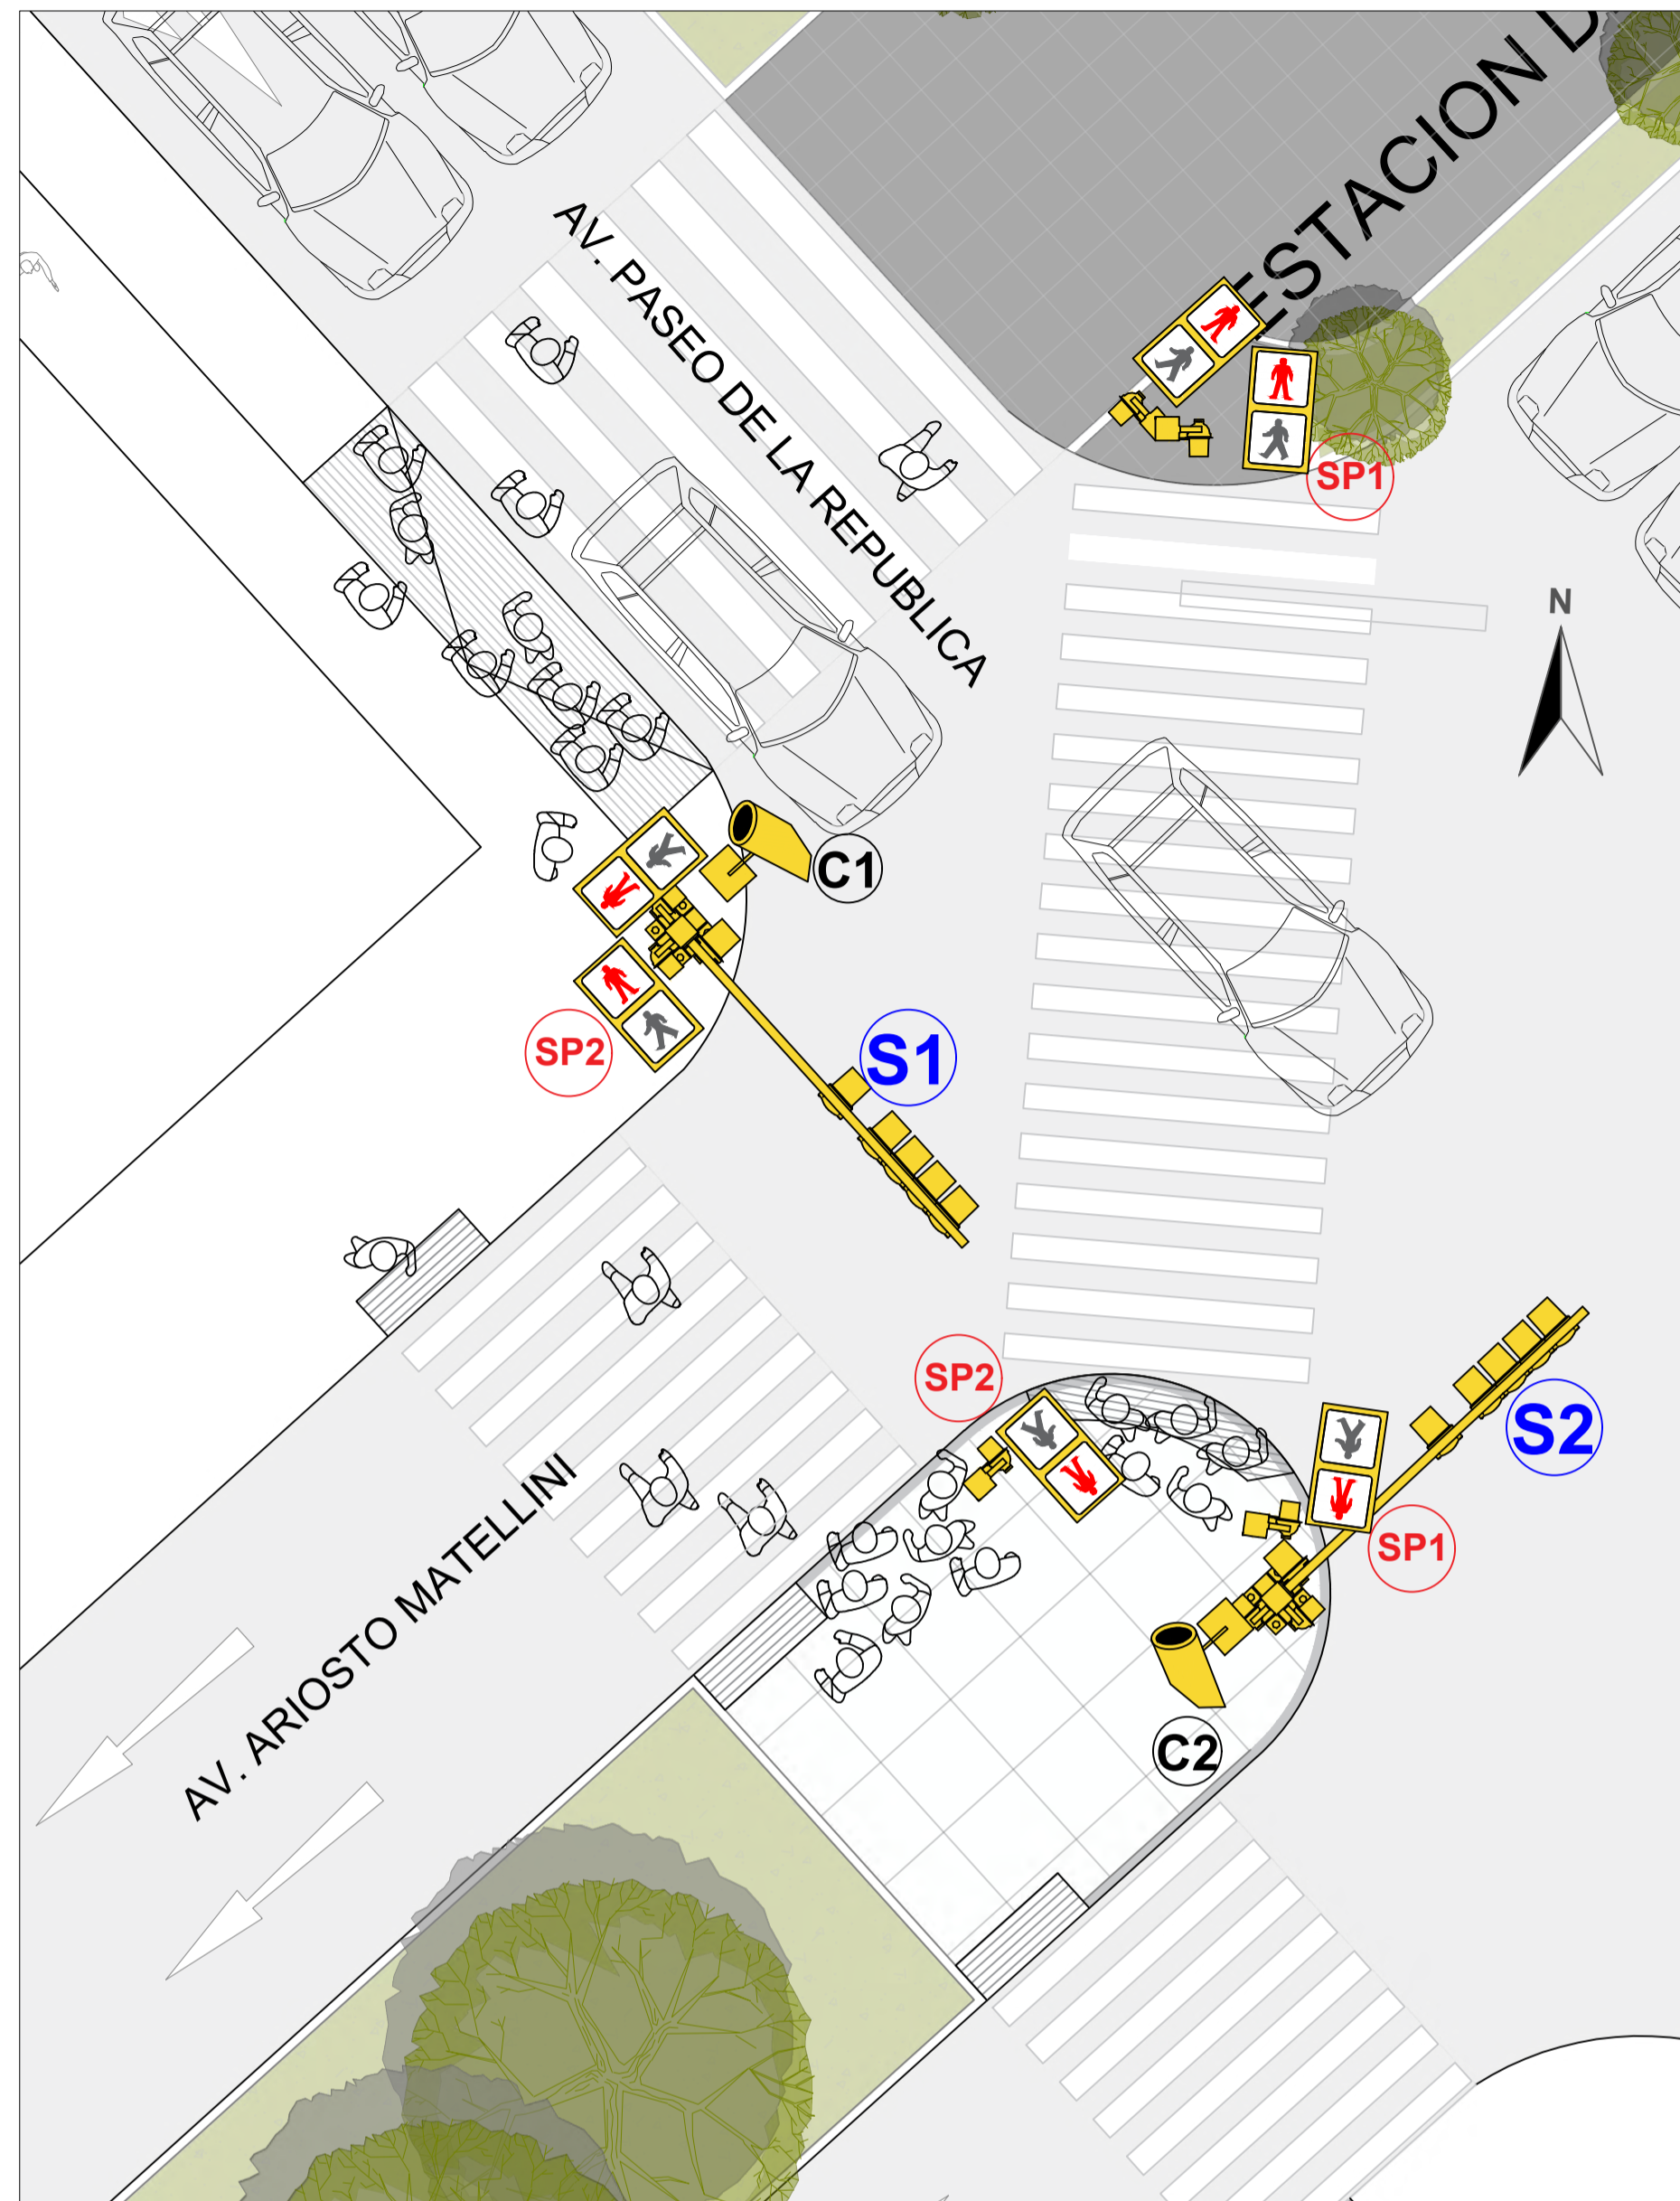 ESTACION D
AV. PASEO DE LA REPUBLICA
SP1
N
C1
S1
SP2
SP2
S2
SP1
AV. ARIOSTO MATELLINI
C2